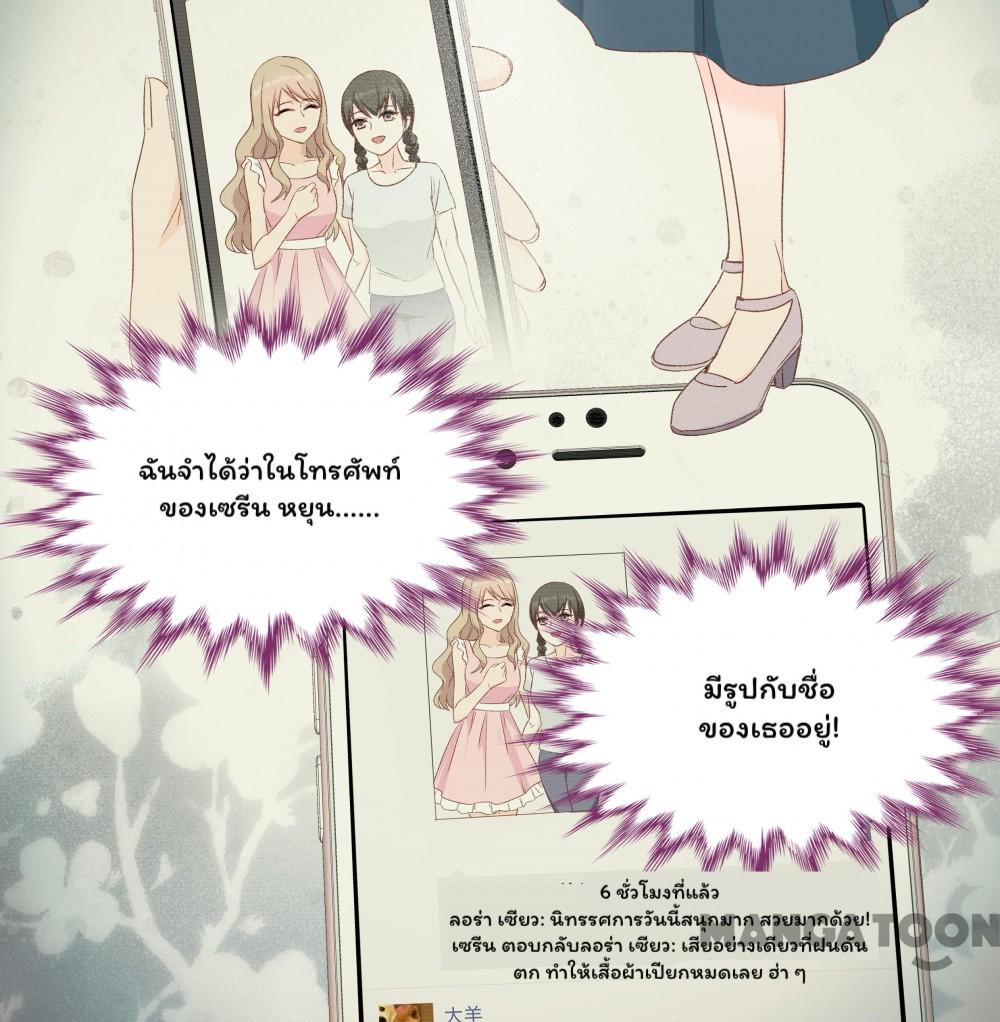 ฉันจำได้ว่าในโทรศัพท์
ของเซรีน หยุน......
มีรูปกับชื่อ
ของเธออยู่!
6 ชั่วโมงที่แล้ว
ลอร่า เซียว: นิทรรศการวันนี้สนุกมาก สวยมากด้วย!
เซรีน ตอบกลับลอร่า เซียว: เสียอย่างเดียวที่ฝนดัน
ตก ทำให้เสื้อผ้าเปียกหมดเลย ฮ่า ๆ
MANGATOON
大羊